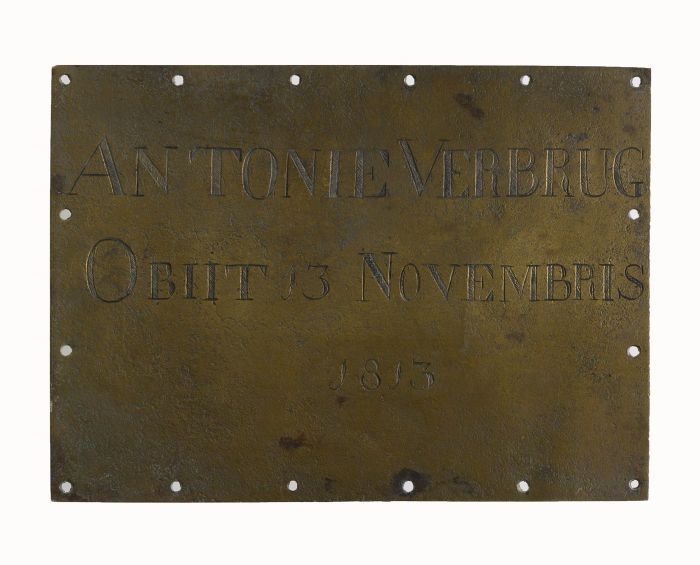 ANTONIE VERBRUG
OBIIT 13 NOVEMBRIS
1813